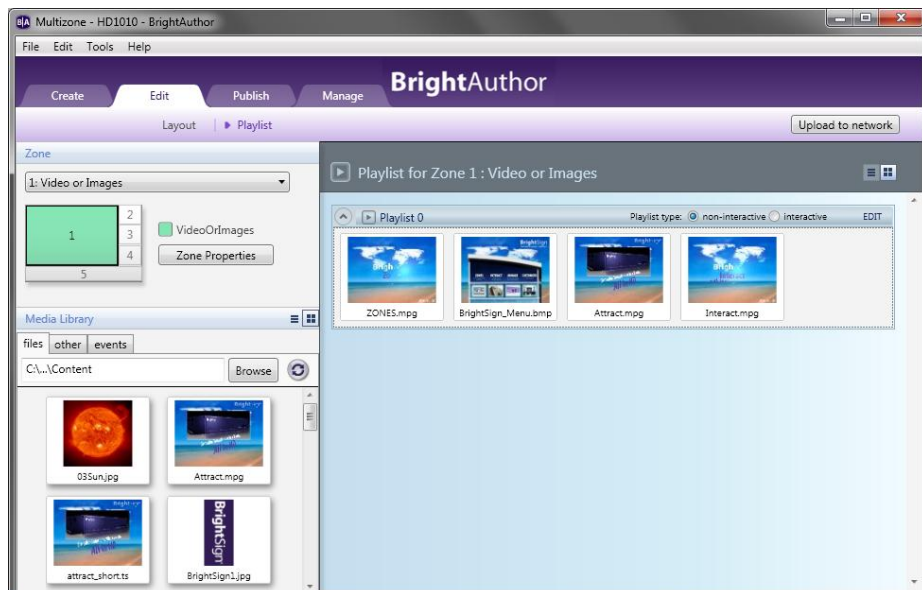 Multizone - HD1010 - BrightAuthor
File Edit Tools Help
BrightAuthor
Create Edit Publish Manage
Layout Playlist
Upload to network
Zone
1: Video or Images
1
2
3
4
5
VideoOrImages
Zone Properties
Media Library
files other events
C:\...\Content
Browse
03Sun.jpg
Attract.mpg
attract_short.ts
BrightSign
BrightSign1.jpg
Playlist for Zone 1 : Video or Images
Playlist 0
Playlist type: non-interactive interactive EDIT
ZONES.mpg
BrightSign_Menu.bmp
Attract.mpg
Interact.mpg